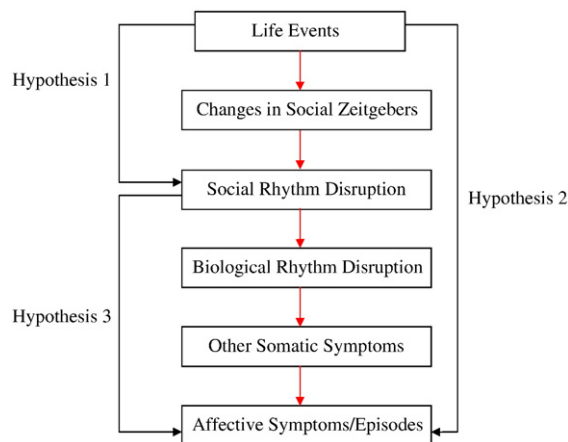 Life Events
Hypothesis 1
Changes in Social Zeitgebers
Social Rhythm Disruption
Hypothesis 2
Biological Rhythm Disruption
Hypothesis 3
Other Somatic Symptoms
Affective Symptoms/Episodes